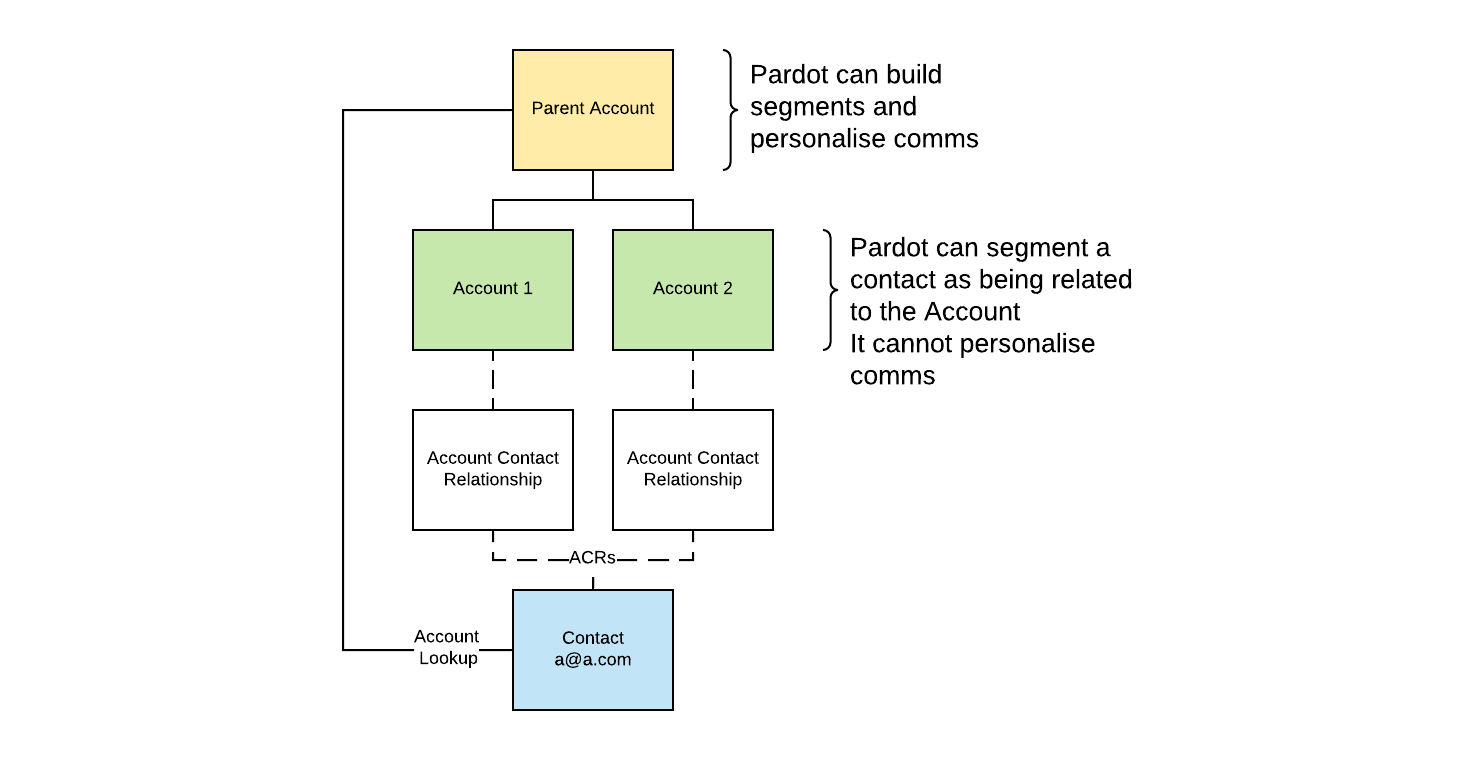 Parent Account
Pardot can build
segments and
personalise comms
Account 1
Account 2
Pardot can segment a
contact as being related
to the Account
It cannot personalise
comms
Account Contact
Relationship
Account Contact
Relationship
ACRs
Account
Lookup
Contact
a@a.com